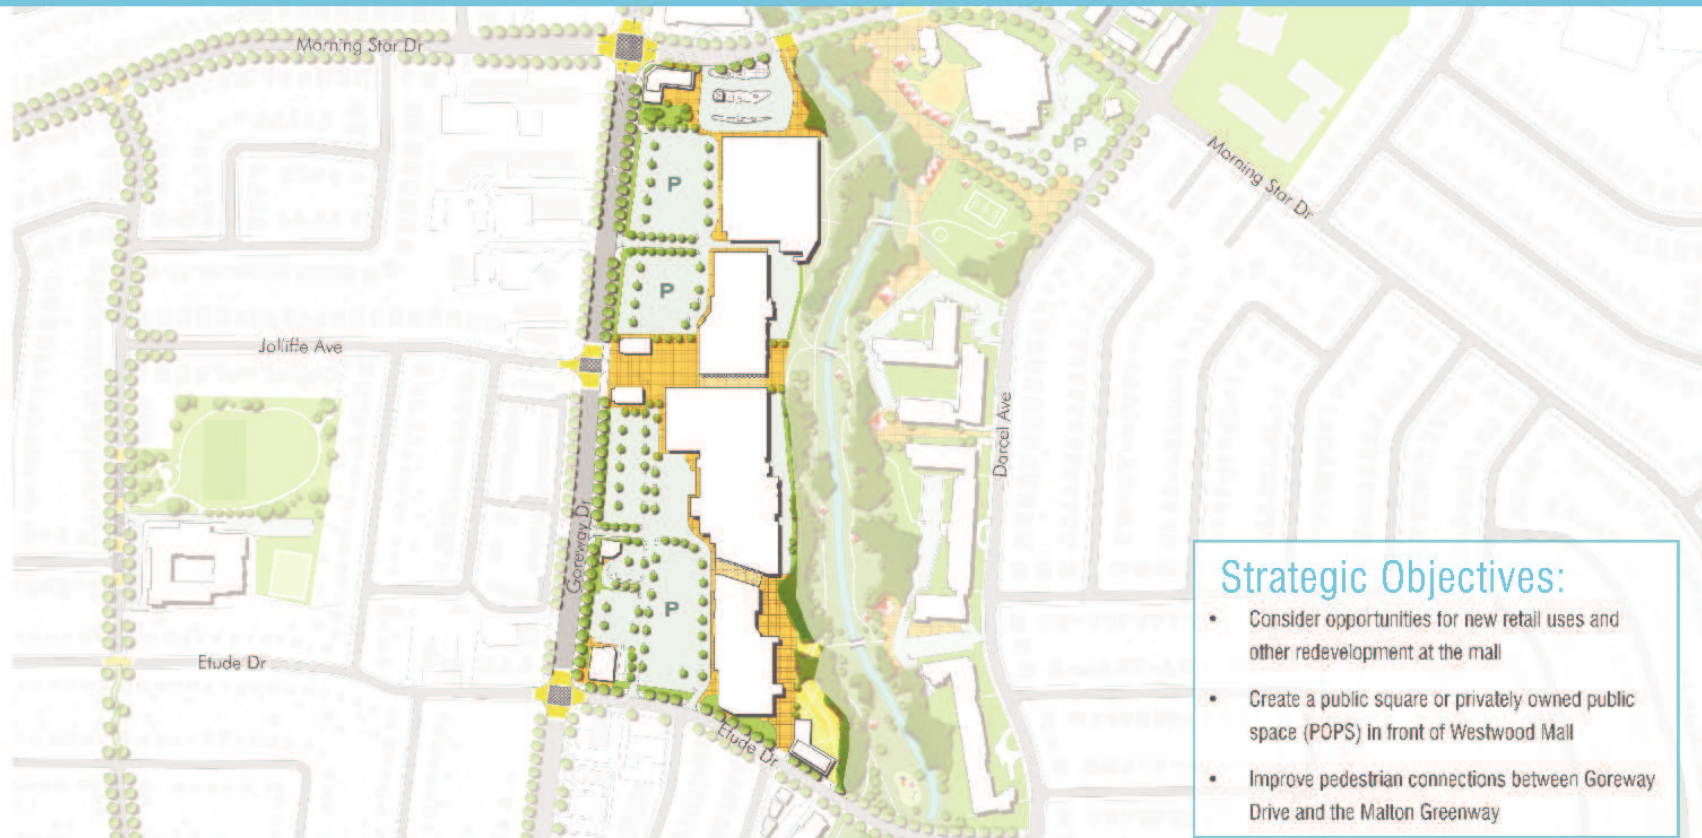 Morning Star Dr
P
Morning Star Dr
P
P
Jolliffe Ave
Darcel Ave
Goreway Dr
P
Etude Dr
Etude Dr
Strategic Objectives:
• Consider opportunities for new retail uses and
other redevelopment at the mall
• Create a public square or privately owned public
space (POPS) in front of Westwood Mall
• Improve pedestrian connections between Goreway
Drive and the Malton Greenway